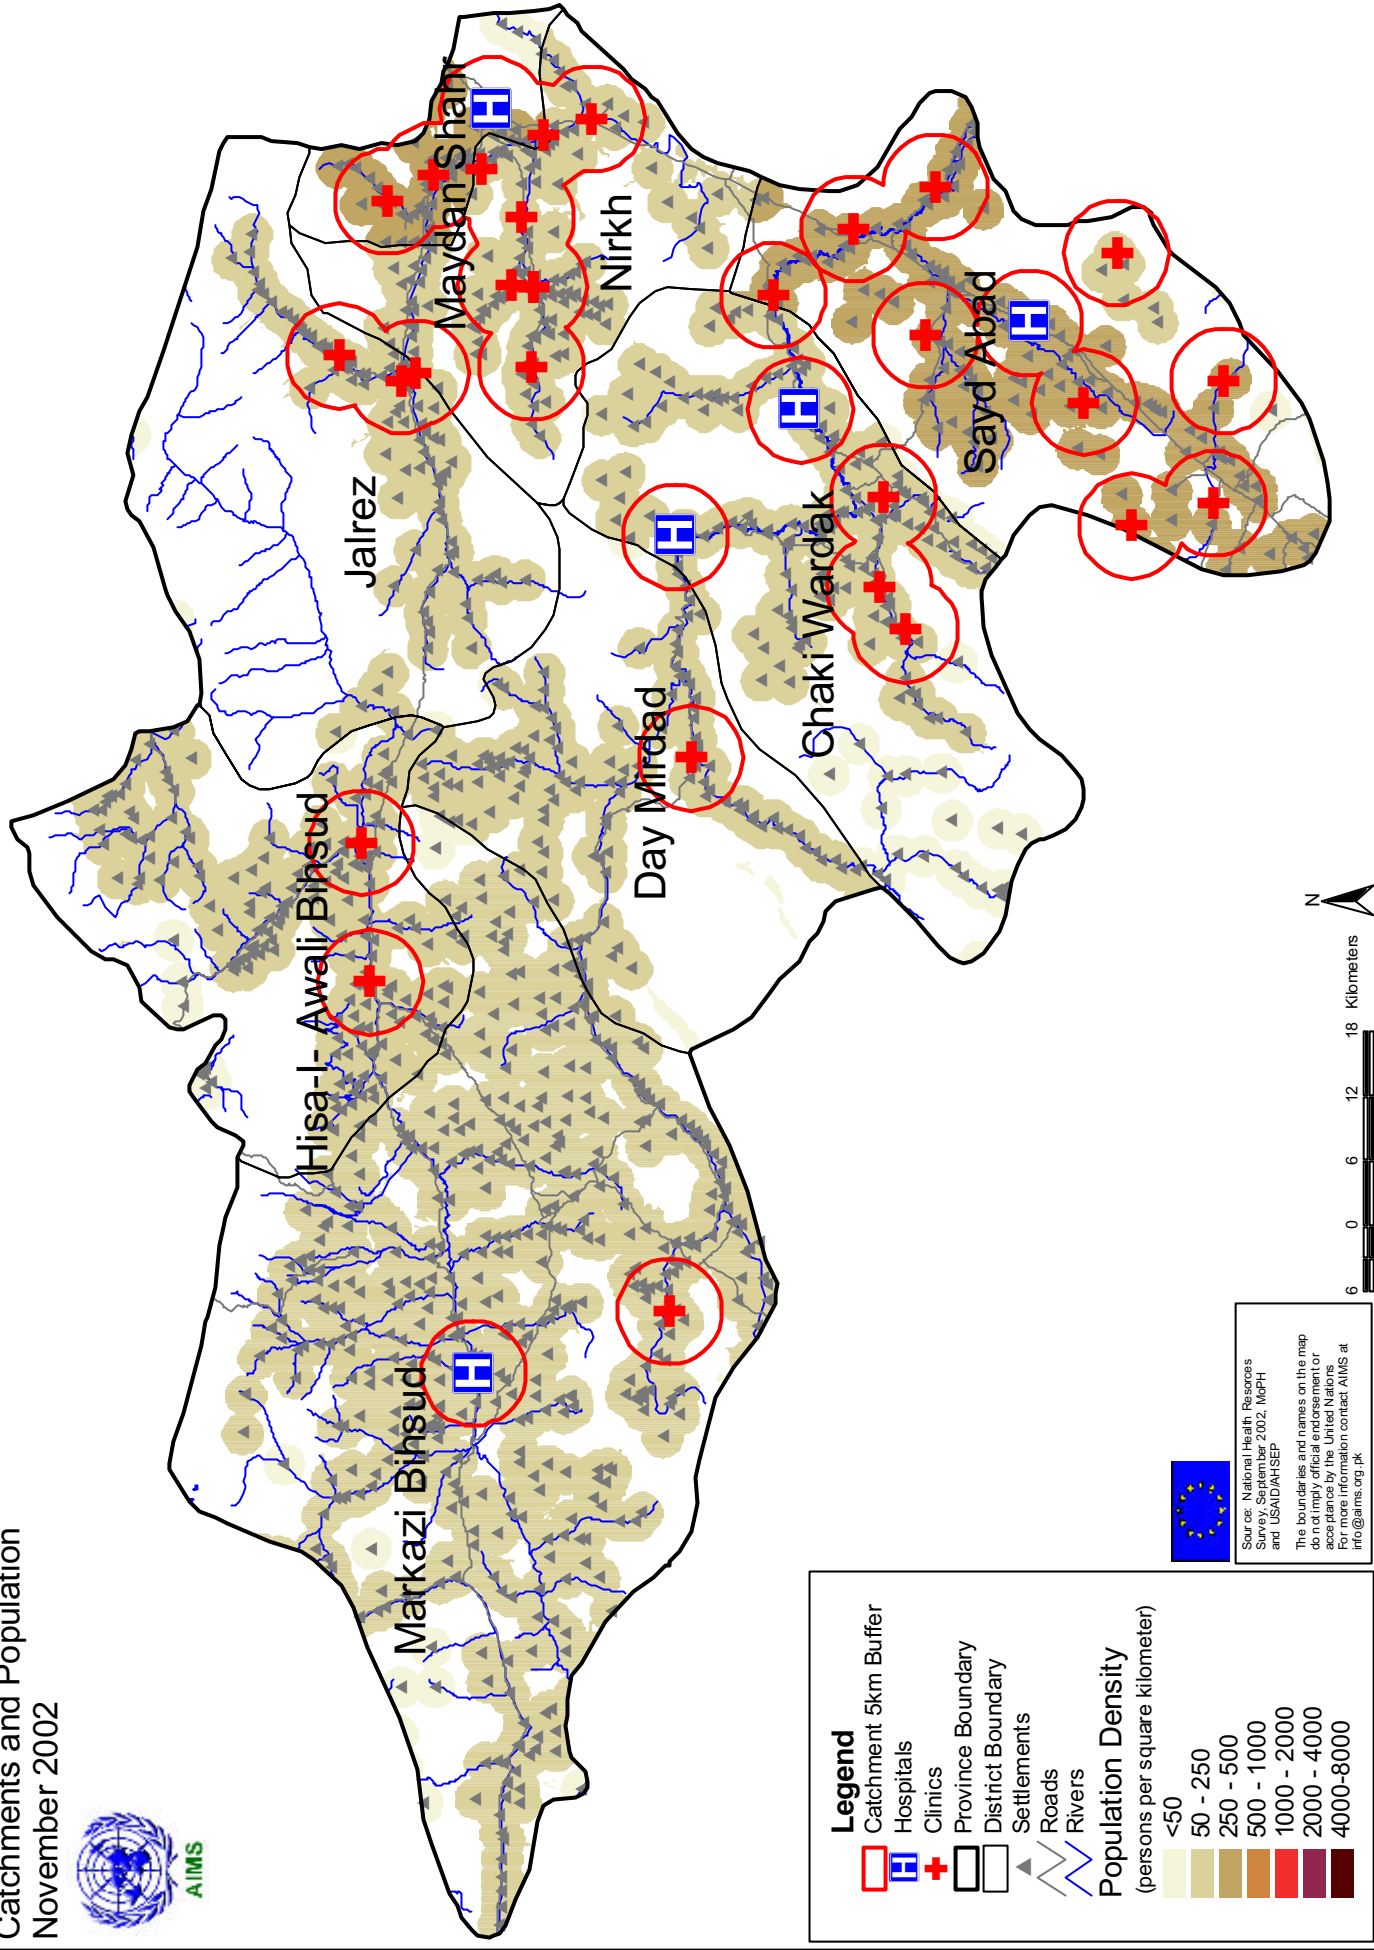 Catchments and Population
November 2002
AIMS
Maydan Shahr
Nirkh
Jalrez
Sayd Abad
Chaki Wardak
Day Mirdad
Hisa-I- Awali Bihsud
Markazi Bihsud
Legend
Catchment 5km Buffer
Hospitals
Clinics
Province Boundary
District Boundary
Settlements
Roads
Rivers
Population Density
(persons per square kilometer)
<50
50 - 250
250 - 500
500 - 1000
1000 - 2000
2000 - 4000
4000-8000
Source: National Health Resorces
Survey, September 2002, MoPH
and USAID/AHSEP
The boundaries and names on the map
do not imply official endorsement or
acceptance by the United Nations
For more information contact AIMS at
info@aims.org.pk
6 0 6 12 18 Kilometers
N
H
H
H
H
H
H